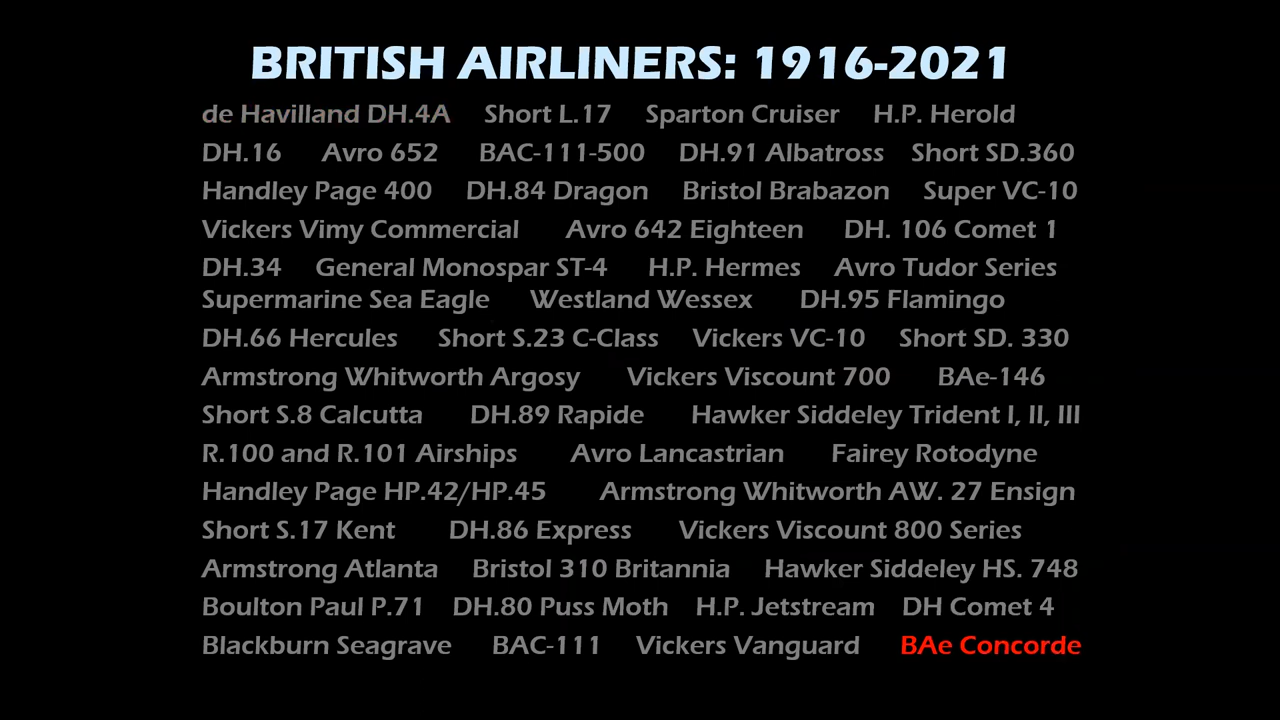 BRITISH AIRLINERS: 1916-2021
de Havilland DH.4A Short L.17 Sparton Cruiser H.P. Herold
DH.16 Avro 652 BAC-111-500 DH.91 Albatross Short SD.360
Handley Page 400 DH.84 Dragon Bristol Brabazon Super VC-10
Vickers Vimy Commercial Avro 642 Eighteen DH. 106 Comet 1
DH.34 General Monospar ST-4 H.P. Hermes Avro Tudor Series
Supermarine Sea Eagle Westland Wessex DH.95 Flamingo
DH.66 Hercules Short S.23 C-Class Vickers VC-10 Short SD. 330
Armstrong Whitworth Argosy Vickers Viscount 700 BAe-146
Short S.8 Calcutta DH.89 Rapide Hawker Siddeley Trident I, II, III
R.100 and R.101 Airships Avro Lancastrian Fairey Rotodyne
Handley Page HP.42/HP.45 Armstrong Whitworth AW. 27 Ensign
Short S.17 Kent DH.86 Express Vickers Viscount 800 Series
Armstrong Atlanta Bristol 310 Britannia Hawker Siddeley HS. 748
Boulton Paul P.71 DH.80 Puss Moth H.P. Jetstream DH Comet 4
Blackburn Seagrave BAC-111 Vickers Vanguard BAe Concorde